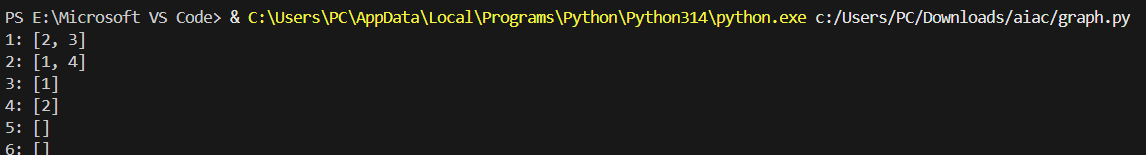 PS E:\Microsoft VS Code> & C:\Users\PC\AppData\Local\Programs\Python\Python314\python.exe c:/Users/PC/Downloads/aiac/graph.py
1: [2, 3]
2: [1, 4]
3: [1]
4: [2]
5: []
6: []